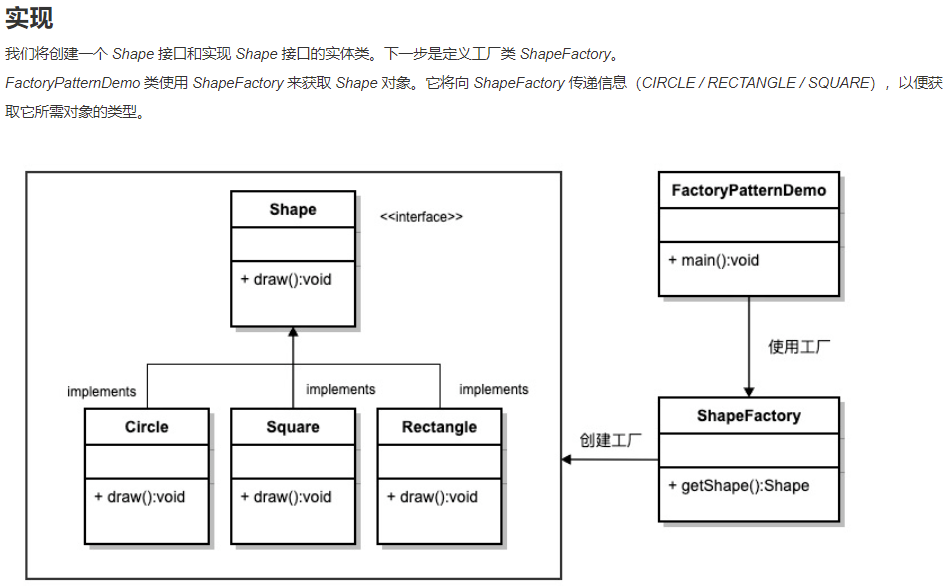 实现
我们将创建一个 Shape 接口和实现 Shape 接口的实体类。下一步是定义工厂类 ShapeFactory。
FactoryPatternDemo 类使用 ShapeFactory 来获取 Shape 对象。它将向 ShapeFactory 传递信息（CIRCLE / RECTANGLE / SQUARE），以便获
取它所需对象的类型。
Shape
<<interface>>
+ draw():void
FactoryPatternDemo
+ main():void
使用工厂
implements
implements
implements
Circle
+ draw():void
Square
+ draw():void
Rectangle
+ draw():void
创建工厂
ShapeFactory
+ getShape():Shape